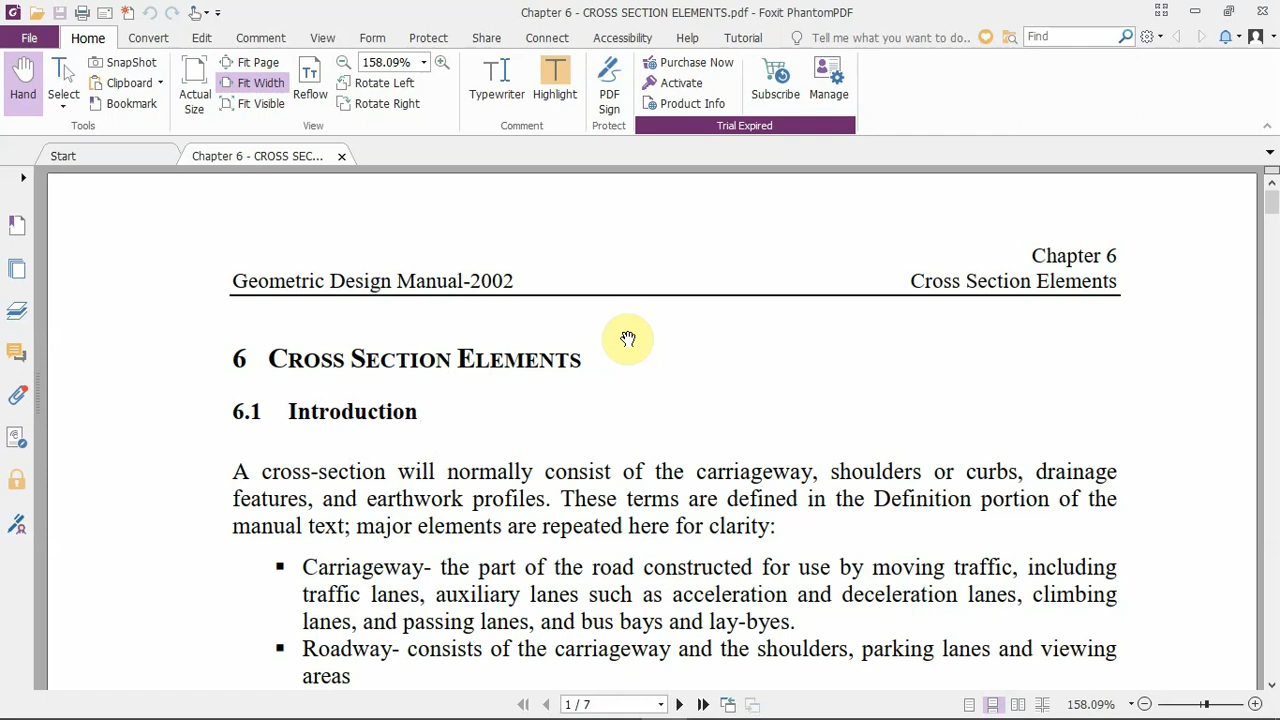 Chapter 6 - CROSS SECTION ELEMENTS.pdf - Foxit PhantomPDF
File Home Convert Edit Comment View Form Protect Share Connect Accessibility Help Tutorial Tell me what you want to do.. Find
Hand
Select
SnapShot
Clipboard
Bookmark
Tools
Actual Size
Fit Page
Fit Width
Fit Visible
Reflow
158.09%
Rotate Left
Rotate Right
View
Typewriter
Highlight
Comment
PDF Sign
Protect
Purchase Now
Activate
Product Info
Subscribe
Manage
Trial Expired
Start
Chapter 6 - CROSS SEC...
Chapter 6
Geometric Design Manual-2002 Cross Section Elements
6 CROSS SECTION ELEMENTS
6.1 Introduction
A cross-section will normally consist of the carriageway, shoulders or curbs, drainage
features, and earthwork profiles. These terms are defined in the Definition portion of the
manual text; major elements are repeated here for clarity:
▪ Carriageway- the part of the road constructed for use by moving traffic, including
traffic lanes, auxiliary lanes such as acceleration and deceleration lanes, climbing
lanes, and passing lanes, and bus bays and lay-byes.
▪ Roadway- consists of the carriageway and the shoulders, parking lanes and viewing
areas
1 / 7
158.09%